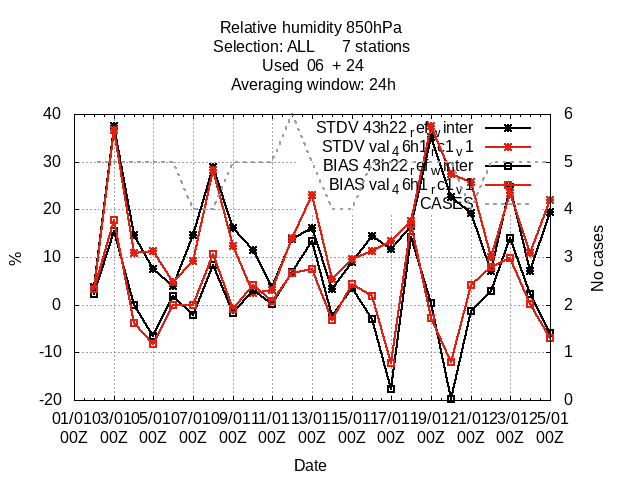 Relative humidity 850hPa
Selection: ALL 7 stations
Used 06 + 24
Averaging window: 24h
40
30
20
10
0
-10
-20
%
6
5
4
3
2
1
0
No cases
STDV 43h22_ref_winter
STDV val_46h1_rc1_v1
BIAS 43h22_ref_winter
BIAS val_46h1_rc1_v1
CASES
01/01 03/01 05/01 07/01 09/01 11/01 13/01 15/01 17/01 19/01 21/01 23/01 25/01
00Z 00Z 00Z 00Z 00Z 00Z 00Z 00Z 00Z 00Z 00Z 00Z 00Z
Date